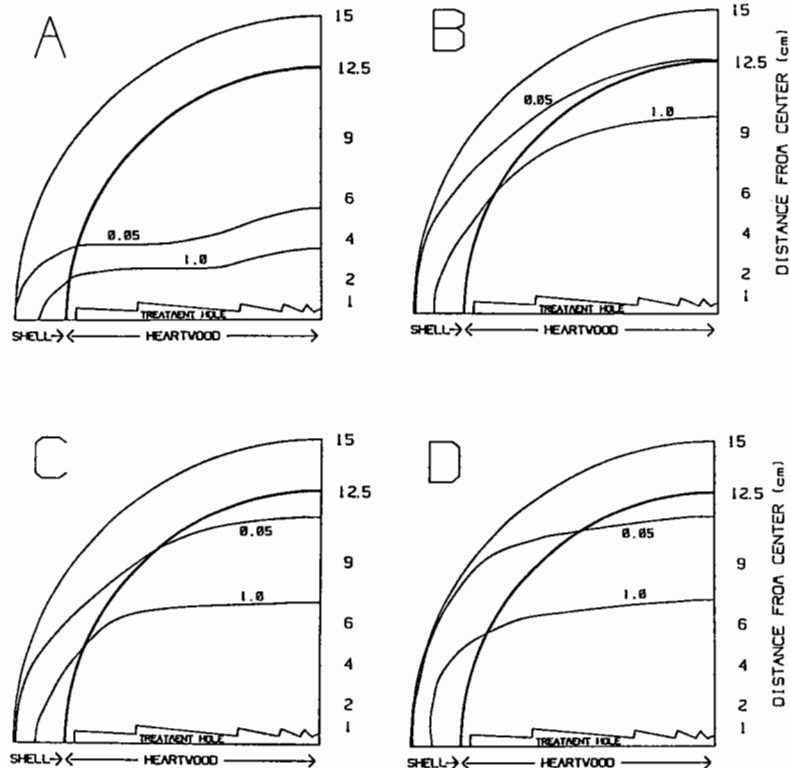 A
15
12.5
9
6
4
2
1
0.05
1.0
TREATMENT HOLE
SHELL→ ← HEARTWOOD →
B
15
12.5
9
6
4
2
1
0.05
1.0
TREATMENT HOLE
SHELL→ ← HEARTWOOD →
DISTANCE FROM CENTER (cm)
C
15
12.5
9
6
4
2
1
0.05
1.0
TREATMENT HOLE
SHELL→ ← HEARTWOOD →
D
15
12.5
9
6
4
2
1
0.05
1.0
TREATMENT HOLE
SHELL→ ← HEARTWOOD →
DISTANCE FROM CENTER (cm)